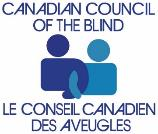 CANADIAN COUNCIL
OF THE BLIND
LE CONSEIL CANADIEN
DES AVEUGLES